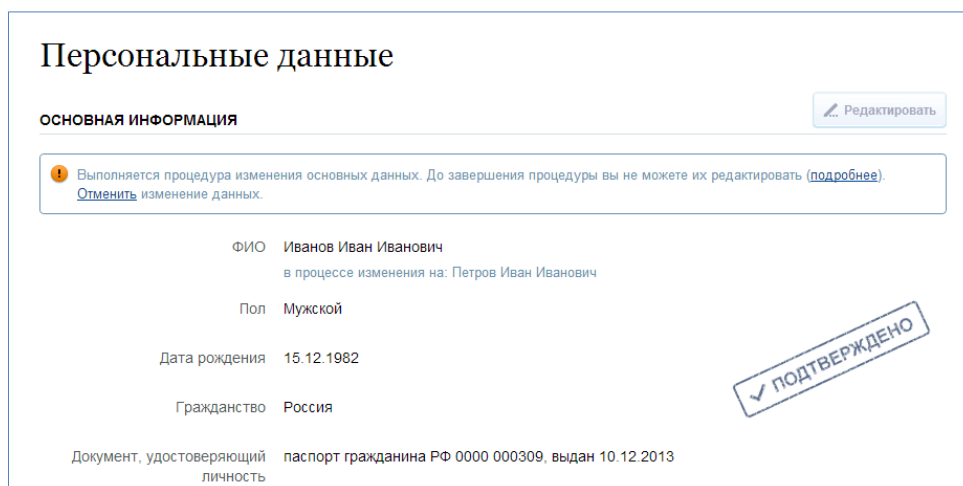 Персональные данные
Редактировать
ОСНОВНАЯ ИНФОРМАЦИЯ
Выполняется процедура изменения основных данных. До завершения процедуры вы не можете их редактировать (подробнее).
Отменить изменение данных.
ФИО Иванов Иван Иванович
в процессе изменения на: Петров Иван Иванович
Пол Мужской
ПОДТВЕРЖДЕНО
Дата рождения 15.12.1982
Гражданство Россия
Документ, удостоверяющий паспорт гражданина РФ 0000 000309, выдан 10.12.2013
личность